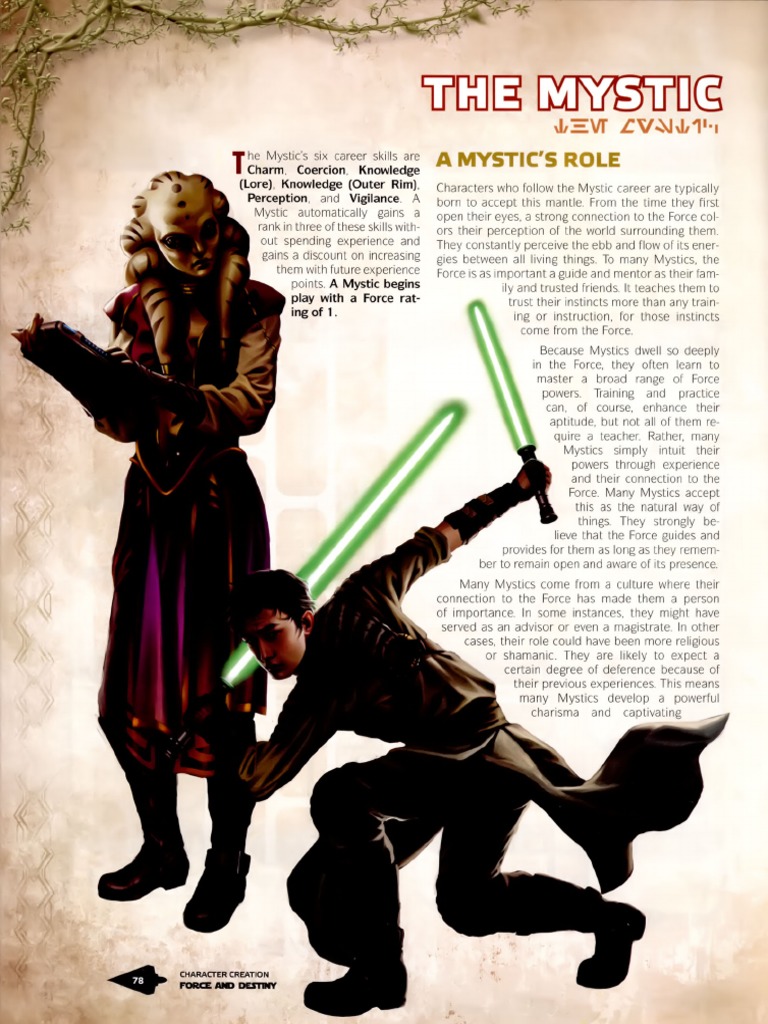 THE MYSTIC
The Mystic's six career skills are
Charm, Coercion, Knowledge
(Lore), Knowledge (Outer Rim),
Perception, and Vigilance. A
Mystic automatically gains a
rank in three of these skills with-
out spending experience and
gains a discount on increasing
them with future experience
points. A Mystic begins
play with a Force rat-
ing of 1.
A MYSTIC'S ROLE
Characters who follow the Mystic career are typically
born to accept this mantle. From the time they first
open their eyes, a strong connection to the Force col-
ors their perception of the world surrounding them.
They constantly perceive the ebb and flow of its ener-
gies between all living things. To many Mystics, the
Force is as important a guide and mentor as their fam-
ily and trusted friends. It teaches them to
trust their instincts more than any train-
ing or instruction, for those instincts
come from the Force.
Because Mystics dwell so deeply
in the Force, they often learn to
master a broad range of Force
powers. Training and practice
can, of course, enhance their
aptitude, but not all of them re-
quire a teacher. Rather, many
Mystics simply intuit their
powers through experience
and their connection to the
Force. Many Mystics accept
this as the natural way of
things. They strongly be-
lieve that the Force guides and
provides for them as long as they remem-
ber to remain open and aware of its presence.
Many Mystics come from a culture where their
connection to the Force has made them a person
of importance. In some instances, they might have
served as an advisor or even a magistrate. In other
cases, their role could have been more religious
or shamanic. They are likely to expect a
certain degree of deference because of
their previous experiences. This means
many Mystics develop a powerful
charisma and captivating
78
CHARACTER CREATION
FORCE AND DESTINY